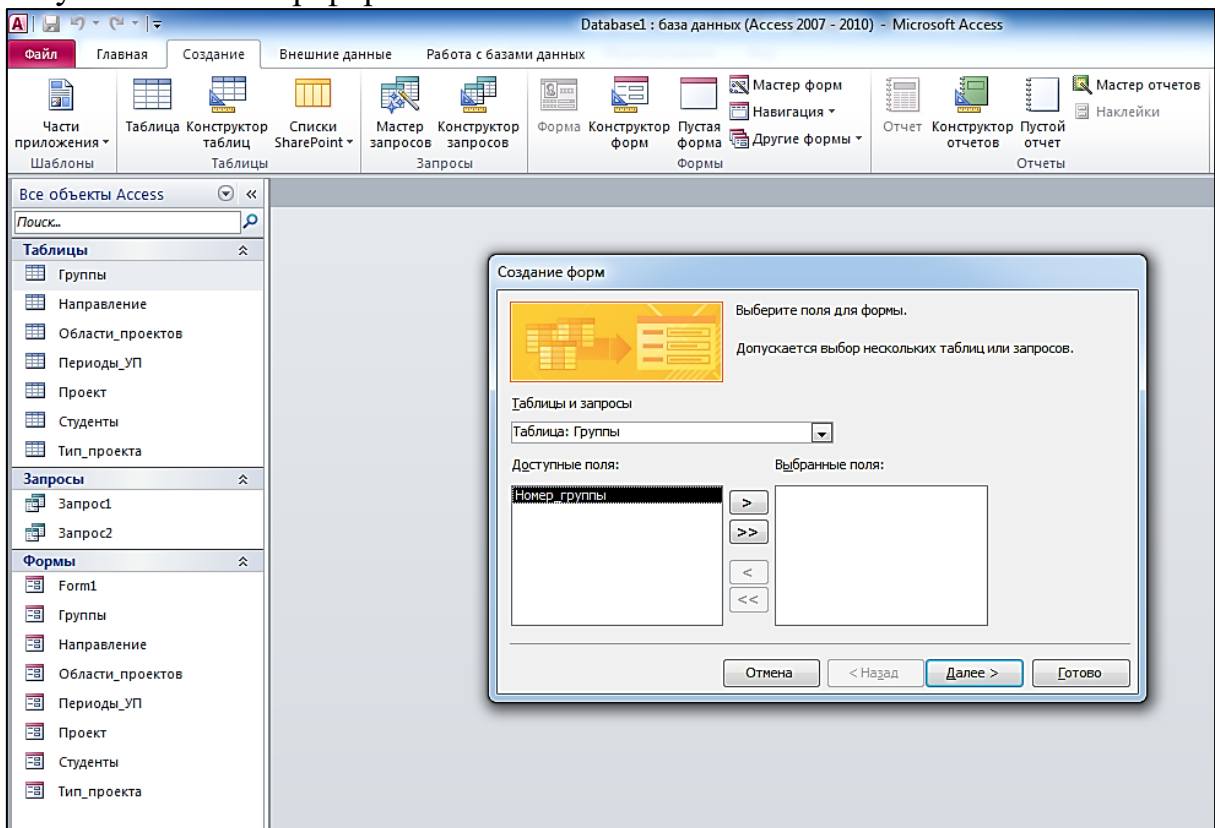 Database1 : база данных (Access 2007 - 2010) - Microsoft Access
Файл Главная Создание Внешние данные Работа с базами данных
Части приложения
Таблица
Конструктор таблиц
Списки SharePoint
Мастер запросов
Конструктор запросов
Форма
Конструктор форм
Пустая форма
Мастер форм
Навигация
Другие формы
Отчет
Конструктор отчетов
Пустой отчет
Мастер отчетов
Наклейки
Шаблоны Таблицы Запросы Формы Отчеты
Все объекты Access
Поиск...
Таблицы
Группы
Направление
Области_проектов
Периоды_УП
Проект
Студенты
Тип_проекта
Запросы
Запрос1
Запрос2
Формы
Form1
Группы
Направление
Области_проектов
Периоды_УП
Проект
Студенты
Тип_проекта
Создание форм
Выберите поля для формы.
Допускается выбор нескольких таблиц или запросов.
Таблицы и запросы
Таблица: Группы
Доступные поля: Выбранные поля:
Номер_группы
>
>>
<
<<
Отмена < Назад Далее > Готово